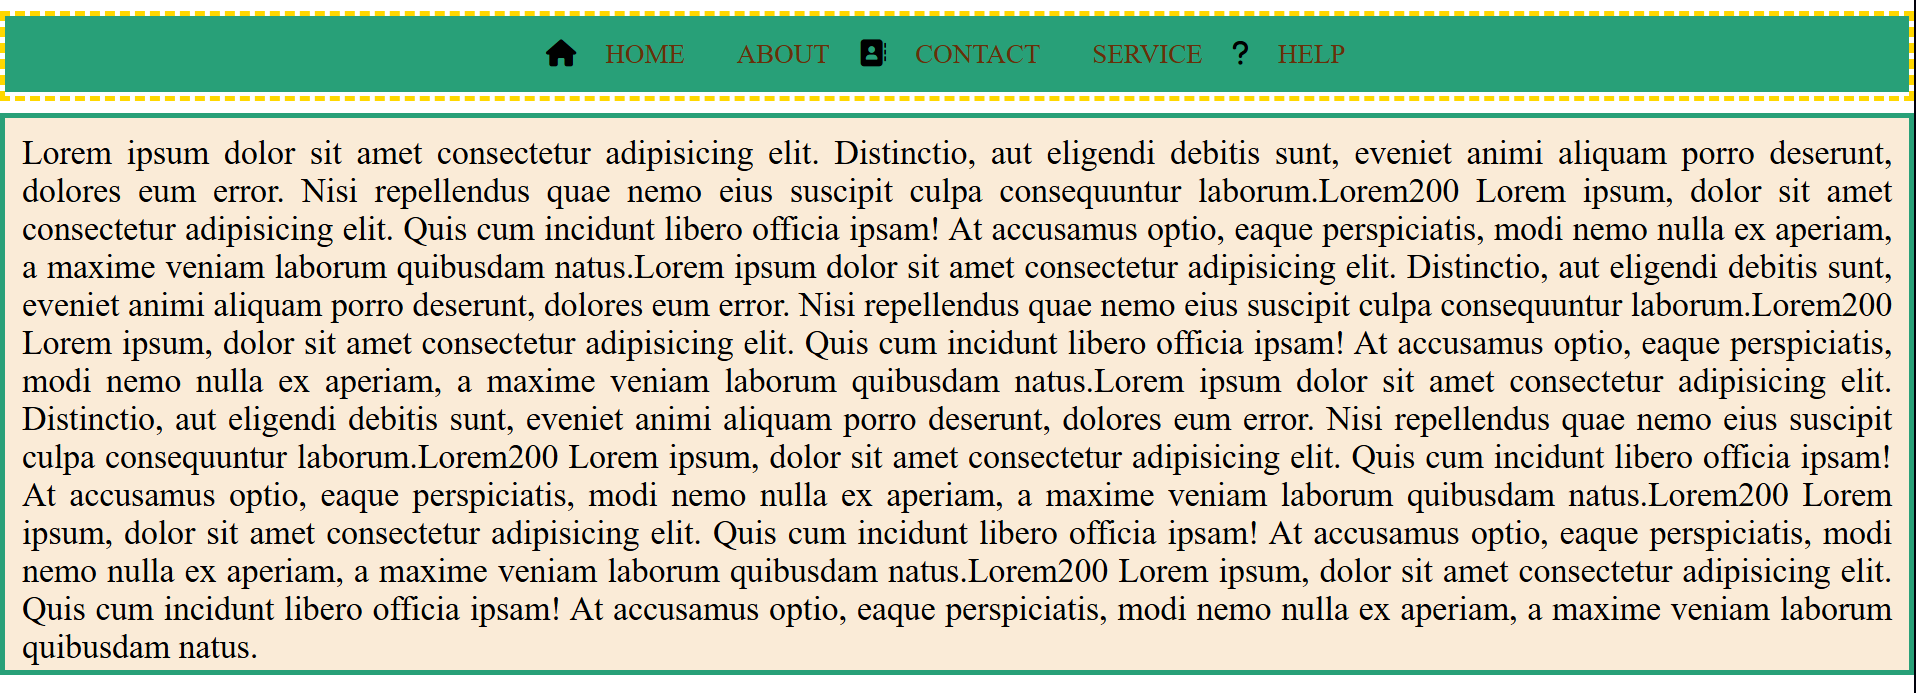 HOME ABOUT CONTACT SERVICE ? HELP
Lorem ipsum dolor sit amet consectetur adipisicing elit. Distinctio, aut eligendi debitis sunt, eveniet animi aliquam porro deserunt,
dolores eum error. Nisi repellendus quae nemo eius suscipit culpa consequuntur laborum.Lorem200 Lorem ipsum, dolor sit amet
consectetur adipisicing elit. Quis cum incidunt libero officia ipsam! At accusamus optio, eaque perspiciatis, modi nemo nulla ex aperiam,
a maxime veniam laborum quibusdam natus.Lorem ipsum dolor sit amet consectetur adipisicing elit. Distinctio, aut eligendi debitis sunt,
eveniet animi aliquam porro deserunt, dolores eum error. Nisi repellendus quae nemo eius suscipit culpa consequuntur laborum.Lorem200
Lorem ipsum, dolor sit amet consectetur adipisicing elit. Quis cum incidunt libero officia ipsam! At accusamus optio, eaque perspiciatis,
modi nemo nulla ex aperiam, a maxime veniam laborum quibusdam natus.Lorem ipsum dolor sit amet consectetur adipisicing elit.
Distinctio, aut eligendi debitis sunt, eveniet animi aliquam porro deserunt, dolores eum error. Nisi repellendus quae nemo eius suscipit
culpa consequuntur laborum.Lorem200 Lorem ipsum, dolor sit amet consectetur adipisicing elit. Quis cum incidunt libero officia ipsam!
At accusamus optio, eaque perspiciatis, modi nemo nulla ex aperiam, a maxime veniam laborum quibusdam natus.Lorem200 Lorem
ipsum, dolor sit amet consectetur adipisicing elit. Quis cum incidunt libero officia ipsam! At accusamus optio, eaque perspiciatis, modi
nemo nulla ex aperiam, a maxime veniam laborum quibusdam natus.Lorem200 Lorem ipsum, dolor sit amet consectetur adipisicing elit.
Quis cum incidunt libero officia ipsam! At accusamus optio, eaque perspiciatis, modi nemo nulla ex aperiam, a maxime veniam laborum
quibusdam natus.